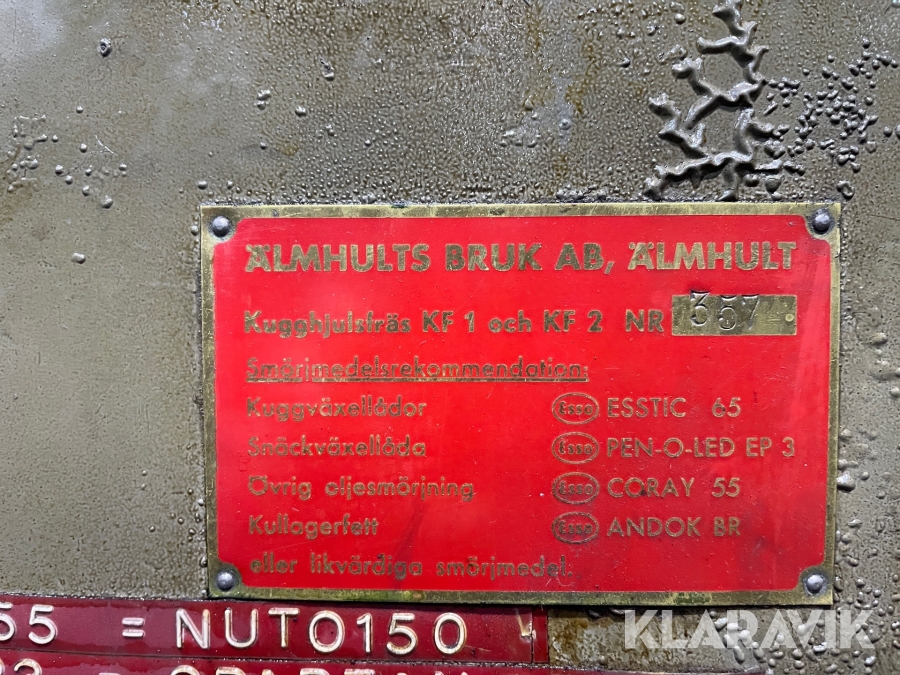 ÄLMHULTS BRUK AB, ÄLMHULT
Kugghjulsfräs KF 1 och KF 2 NR 357
Smörjmedelsrekommendation:
Kuggväxellådor Esso ESSTIC 65
Snäckväxellåda Esso PEN-O-LED EP 3
Övrig oljesmörjning Esso CORAY 55
Kullagerfett Esso ANDOK BR
eller likvärdiga smörjmedel.
55 = NUTO150
KLARAVIK